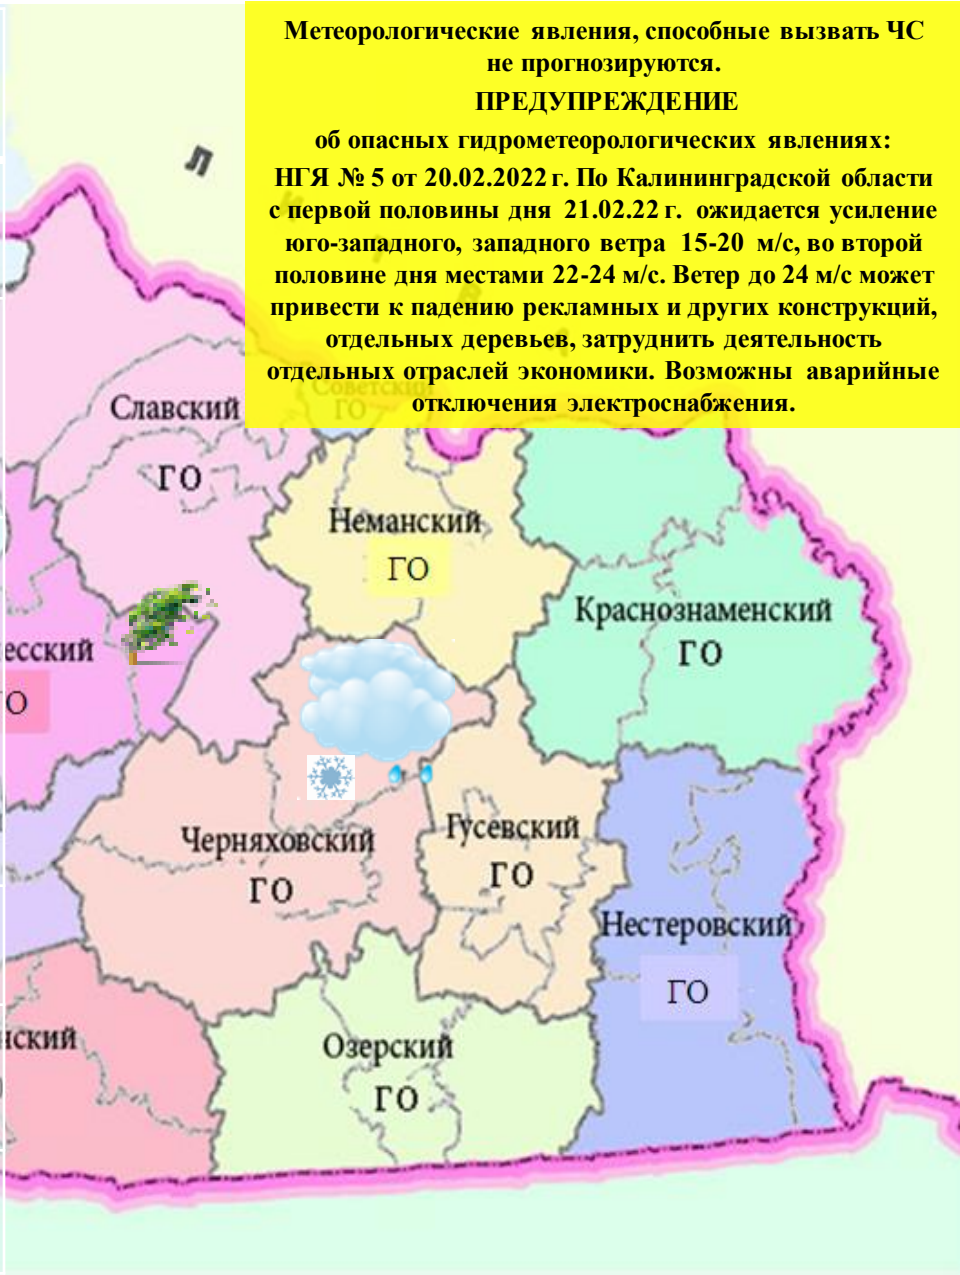 Метеорологические явления, способные вызвать ЧС
не прогнозируются.
ПРЕДУПРЕЖДЕНИЕ
об опасных гидрометеорологических явлениях:
НГЯ № 5 от 20.02.2022 г. По Калининградской области
с первой половины дня 21.02.22 г. ожидается усиление
юго-западного, западного ветра 15-20 м/с, во второй
половине дня местами 22-24 м/с. Ветер до 24 м/с может
привести к падению рекламных и других конструкций,
отдельных деревьев, затруднить деятельность
отдельных отраслей экономики. Возможны аварийные
отключения электроснабжения.
Л
Советский
ГО
Славский
ГО
Неманский
ГО
Краснознаменский
ГО
есский
О
Черняховский
ГО
Гусевский
ГО
Нестеровский
ГО
нский
Озерский
ГО